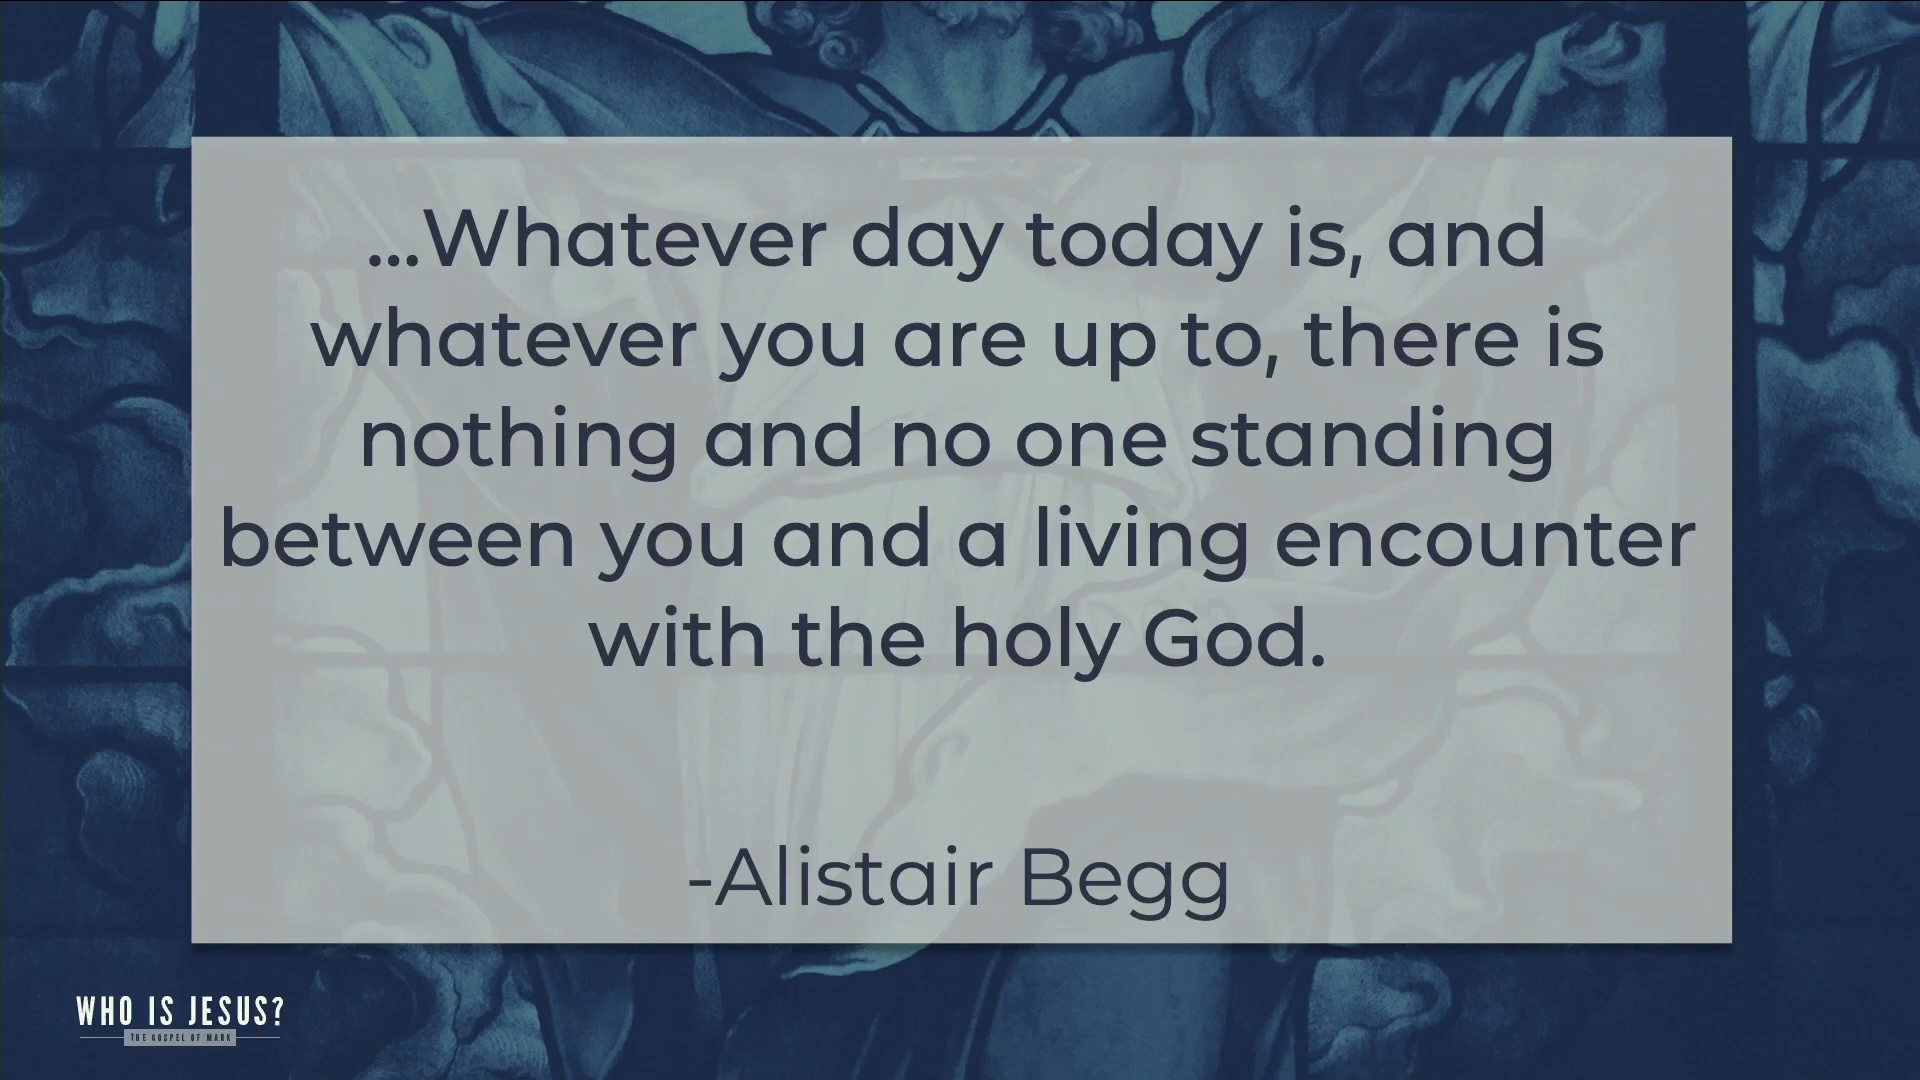 ...Whatever day today is, and
whatever you are up to, there is
nothing and no one standing
between you and a living encounter
with the holy God.
-Alistair Begg
WHO IS JESUS?
THE GOSPEL OF MARK